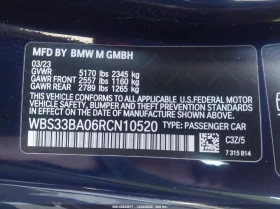 MFD BY BMW M GMBH
03/23
GVWR 5170 lbs 2345 kg
GAWR FRONT 2557 lbs 1160 kg
GAWR REAR 2789 lbs 1265 kg
THIS VEHICLE CONFORMS TO ALL APPLICABLE FEDERAL MOTOR
VEHICLE SAFETY, BUMPER, AND THEFT PREVENTION STANDARDS
IN EFFECT ON THE DATE OF MANUFACTURE SHOWN ABOVE.
WBS33BA06RCN10520 TYPE: PASSENGER CAR
C3Z/5
7 315 814